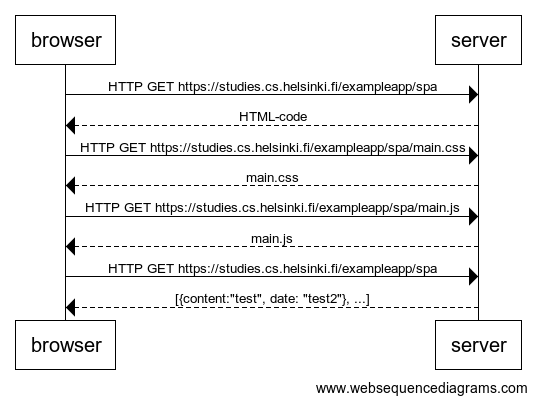 browser server
HTTP GET https://studies.cs.helsinki.fi/exampleapp/spa
HTML-code
HTTP GET https://studies.cs.helsinki.fi/exampleapp/spa/main.css
main.css
HTTP GET https://studies.cs.helsinki.fi/exampleapp/spa/main.js
main.js
HTTP GET https://studies.cs.helsinki.fi/exampleapp/spa
[{content:"test", date: "test2"}, ...]
browser server
www.websequencediagrams.com